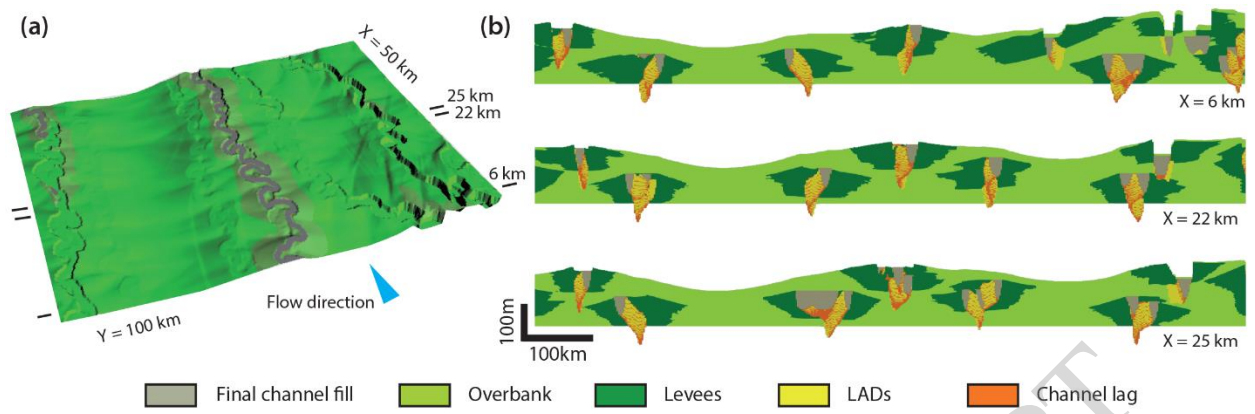 (a)
X = 50 km
25 km
22 km
6 km
Y = 100 km
Flow direction
(b)
X = 6 km
X = 22 km
100m
100km
X = 25 km
Final channel fill
Overbank
Levees
LADs
Channel lag